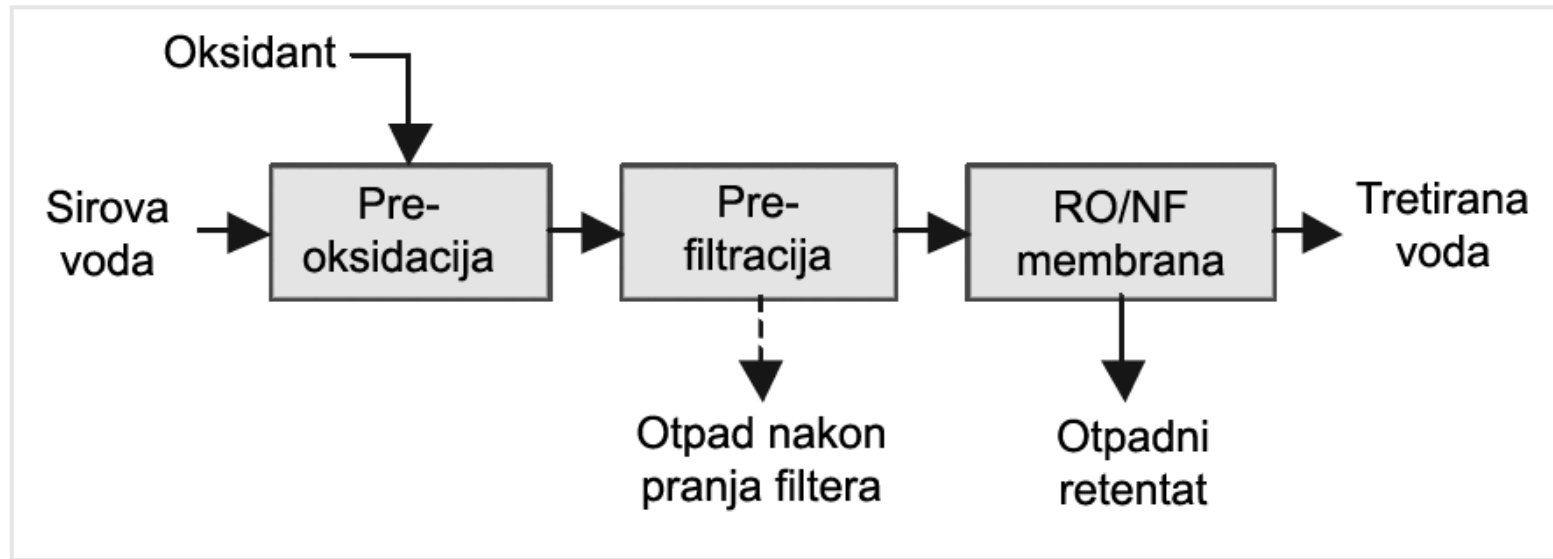 Oksidant
Sirova
voda
Pre-
oksidacija
Pre-
filtracija
RO/NF
membrana
Tretirana
voda
Otpad nakon
pranja filtera
Otpadni
retentat